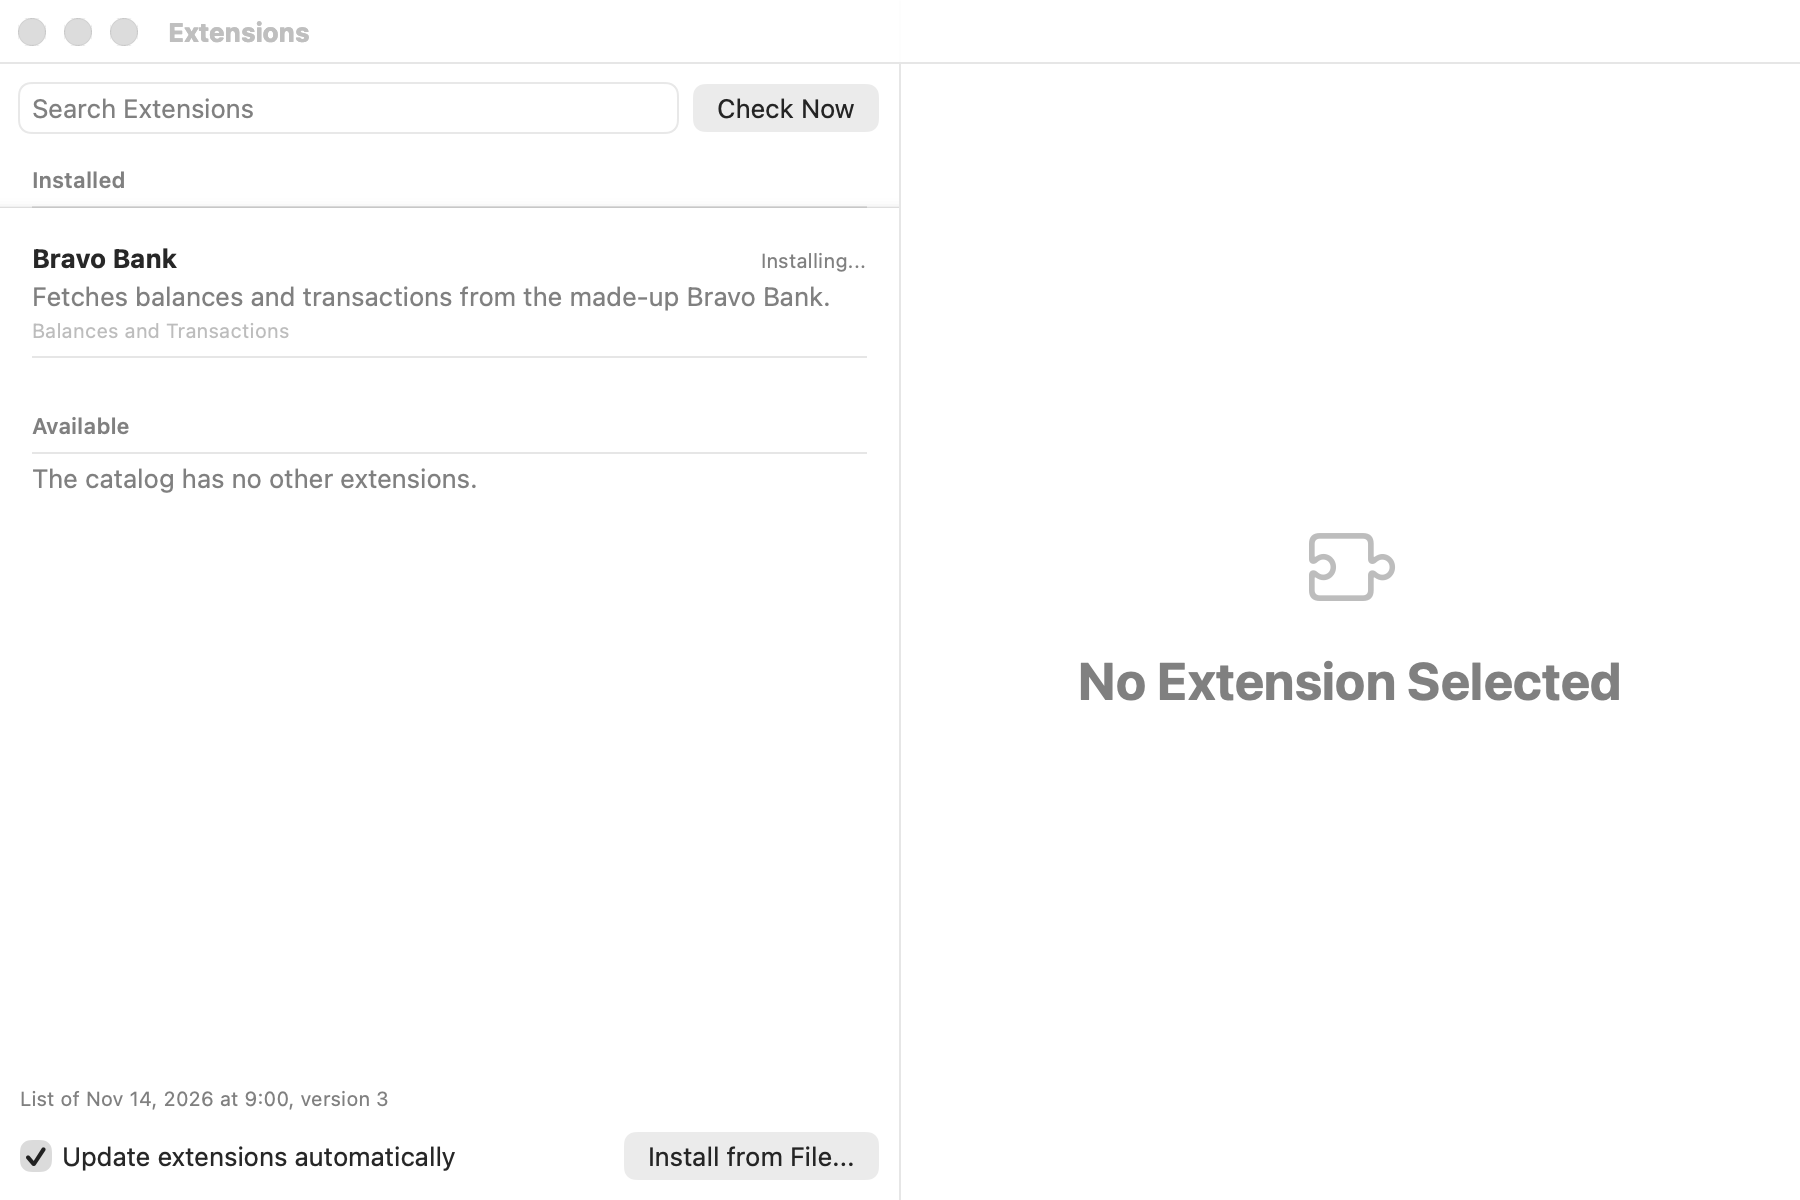 Extensions
Search Extensions
Check Now
Installed
Bravo Bank
Installing...
Fetches balances and transactions from the made-up Bravo Bank.
Balances and Transactions
Available
The catalog has no other extensions.
No Extension Selected
List of Nov 14, 2026 at 9:00, version 3
Update extensions automatically
Install from File...